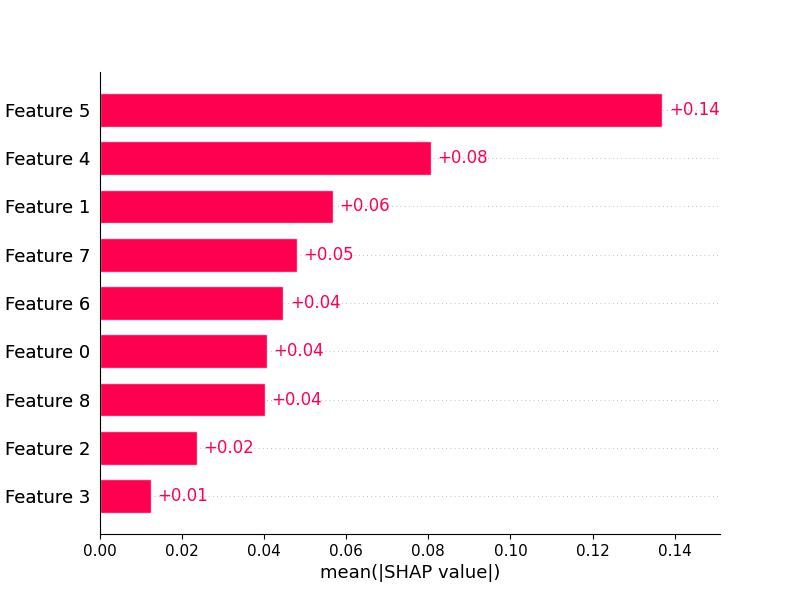 Feature 5 +0.14
Feature 4 +0.08
Feature 1 +0.06
Feature 7 +0.05
Feature 6 +0.04
Feature 0 +0.04
Feature 8 +0.04
Feature 2 +0.02
Feature 3 +0.01
0.00 0.02 0.04 0.06 0.08 0.10 0.12 0.14
mean(|SHAP value|)